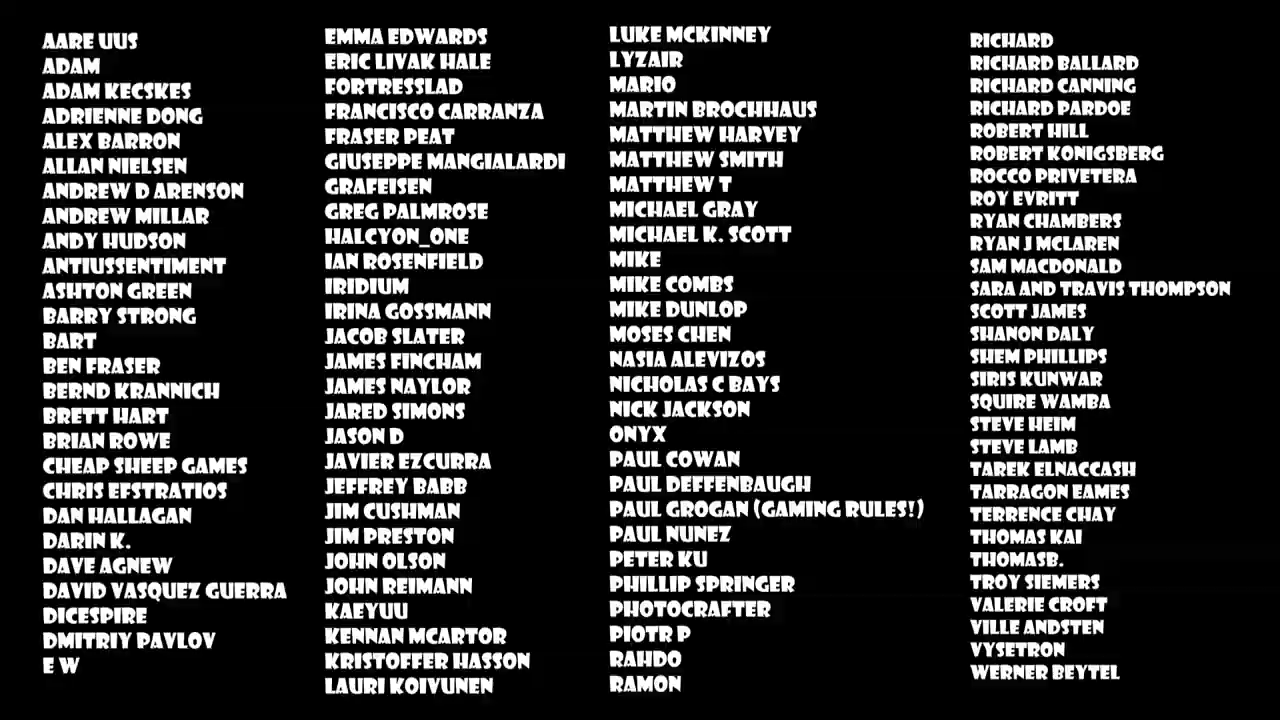 AARE UUS
ADAM
ADAM KECSKES
ADRIENNE DONG
ALEX BARRON
ALLAN NIELSEN
ANDREW D ARENSON
ANDREW MILLAR
ANDY HUDSON
ANTIUSSENTIMENT
ASHTON GREEN
BARRY STRONG
BART
BEN FRASER
BERND KRANNICH
BRETT HART
BRIAN ROWE
CHEAP SHEEP GAMES
CHRIS EFSTRATIOS
DAN HALLAGAN
DARIN K.
DAVE AGNEW
DAVID VASQUEZ GUERRA
DICESPIRE
DMITRIY PAVLOV
E W
EMMA EDWARDS
ERIC LIVAK HALE
FORTRESSLAD
FRANCISCO CARRANZA
FRASER PEAT
GIUSEPPE MANGIALARDI
GRAFEISEN
GREG PALMROSE
HALCYON_ONE
IAN ROSENFIELD
IRIDIUM
IRINA GOSSMANN
JACOB SLATER
JAMES FINCHAM
JAMES NAYLOR
JARED SIMONS
JASON D
JAVIER EZCURRA
JEFFREY BABB
JIM CUSHMAN
JIM PRESTON
JOHN OLSON
JOHN REIMANN
KAEYUU
KENNAN MCARTOR
KRISTOFFER HASSON
LAURI KOIVUNEN
LUKE MCKINNEY
LYZAIR
MARIO
MARTIN BROCHHAUS
MATTHEW HARVEY
MATTHEW SMITH
MATTHEW T
MICHAEL GRAY
MICHAEL K. SCOTT
MIKE
MIKE COMBS
MIKE DUNLOP
MOSES CHEN
NASIA ALEVIZOS
NICHOLAS C BAYS
NICK JACKSON
ONYX
PAUL COWAN
PAUL DEFFENBAUGH
PAUL GROGAN (GAMING RULES!)
PAUL NUNEZ
PETER KU
PHILLIP SPRINGER
PHOTOCRAFTER
PIOTR P
RAHDO
RAMON
RICHARD
RICHARD BALLARD
RICHARD CANNING
RICHARD PARDOE
ROBERT HILL
ROBERT KONIGSBERG
ROCCO PRIVETERA
ROY EVRITT
RYAN CHAMBERS
RYAN J MCLAREN
SAM MACDONALD
SARA AND TRAVIS THOMPSON
SCOTT JAMES
SHANON DALY
SHEM PHILLIPS
SIRIS KUNWAR
SQUIRE WAMBA
STEVE HEIM
STEVE LAMB
TAREK ELNACCASH
TARRAGON EAMES
TERRENCE CHAY
THOMAS KAI
THOMASB.
TROY SIEMERS
VALERIE CROFT
VILLE ANDSTEN
VYSETRON
WERNER BEYTEL